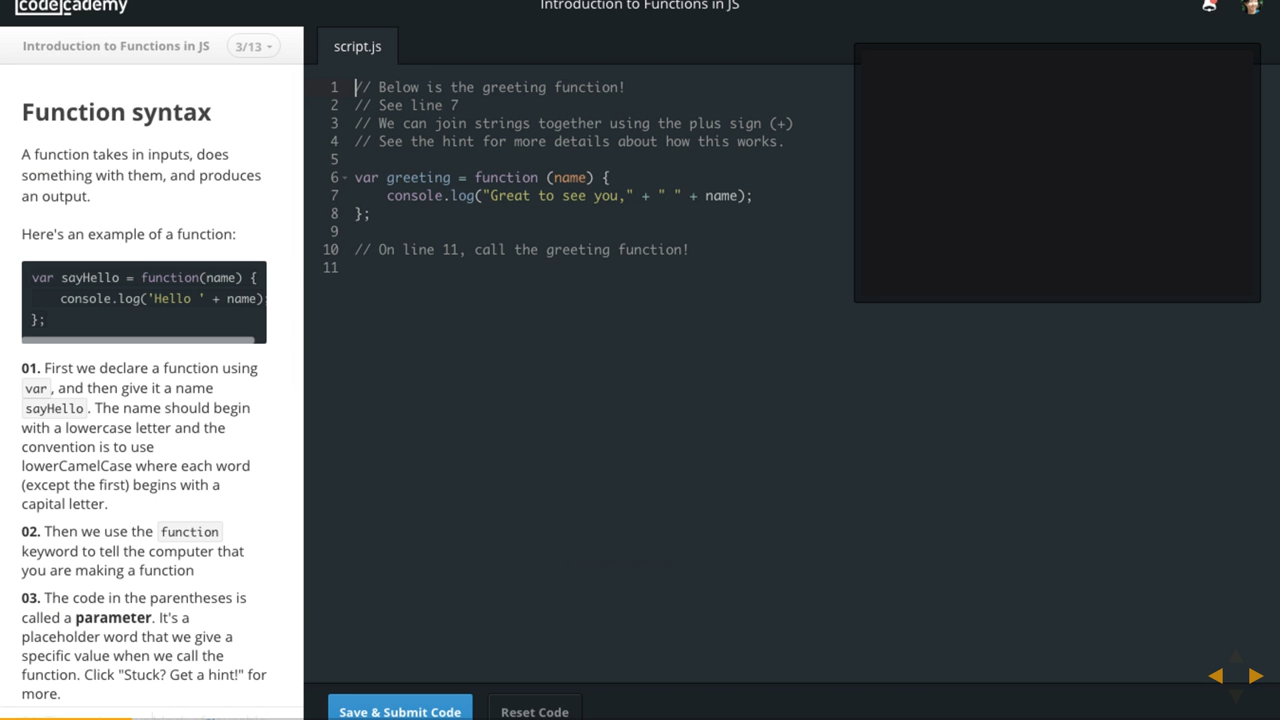 codecademy
Introduction to Functions in JS
Introduction to Functions in JS
3/13
script.js
Function syntax
A function takes in inputs, does
something with them, and produces
an output.
Here's an example of a function:
var sayHello = function(name) {
console.log('Hello ' + name)
};
01. First we declare a function using
var, and then give it a name
sayHello. The name should begin
with a lowercase letter and the
convention is to use
lowerCamelCase where each word
(except the first) begins with a
capital letter.
02. Then we use the function
keyword to tell the computer that
you are making a function
03. The code in the parentheses is
called a parameter. It's a
placeholder word that we give a
specific value when we call the
function. Click "Stuck? Get a hint!" for
more.
1 // Below is the greeting function!
2 // See line 7
3 // We can join strings together using the plus sign (+)
4 // See the hint for more details about how this works.
5
6 var greeting = function (name) {
7 console.log("Great to see you," + " " + name);
8 };
9
10 // On line 11, call the greeting function!
11
Save & Submit Code
Reset Code